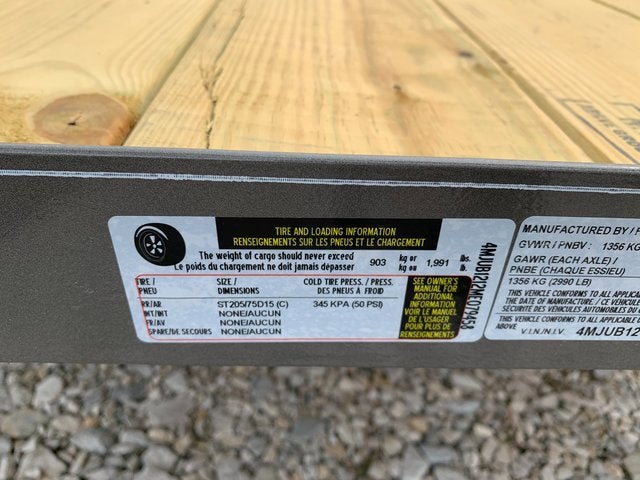 TIRE AND LOADING INFORMATION
RENSEIGNEMENTS SUR LES PNEUS ET LE CHARGEMENT
The weight of cargo should never exceed 903 kg or 1,991 lbs.
Le poids du chargement ne doit jamais dépasser kg ou lb.
TIRE / SIZE / COLD TIRE PRESS. / PRESS.
PNEU DIMENSIONS DES PNEUS À FROID
RR/AR ST205/75D15 (C) 345 KPA (50 PSI)
INT/INT NONE/AUCUN
FR/AV NONE/AUCUN
SPARE/DE SECOURS NONE/AUCUN
SEE OWNER'S
MANUAL FOR
ADDITIONAL
INFORMATION
VOIR LE MANUEL
DE L'USAGER
POUR PLUS DE
RENSEIGNEMENTS
MANUFACTURED BY / F
GVWR / PNBV : 1356 KG
GAWR (EACH AXLE) /
PNBE (CHAQUE ESSIEU)
1356 KG (2990 LB)
THIS VEHICLE CONFORMS TO ALL APPLICABLE
THE DATE OF MANUFACTURE. / CE VEHICULE
SÉCURITÉ DES VÉHICULES AUTOMOBILES DU
THIS VEHICLE CONFORMS TO ALL
ABOVE V.I.N./N.I.V. 4MJUB12